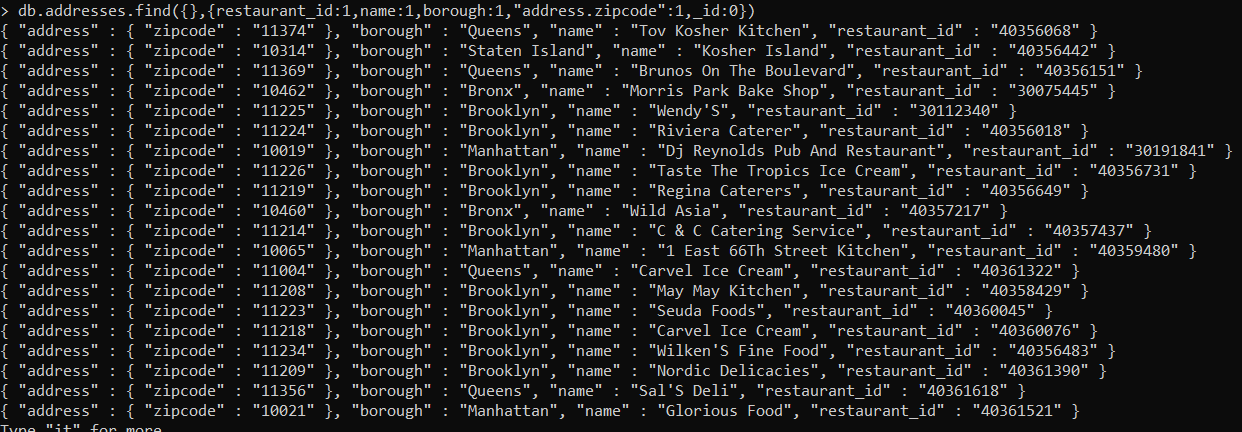 > db.addresses.find({},{restaurant_id:1,name:1,borough:1,"address.zipcode":1,_id:0})
{ "address" : { "zipcode" : "11374" }, "borough" : "Queens", "name" : "Tov Kosher Kitchen", "restaurant_id" : "40356068" }
{ "address" : { "zipcode" : "10314" }, "borough" : "Staten Island", "name" : "Kosher Island", "restaurant_id" : "40356442" }
{ "address" : { "zipcode" : "11369" }, "borough" : "Queens", "name" : "Brunos On The Boulevard", "restaurant_id" : "40356151" }
{ "address" : { "zipcode" : "10462" }, "borough" : "Bronx", "name" : "Morris Park Bake Shop", "restaurant_id" : "30075445" }
{ "address" : { "zipcode" : "11225" }, "borough" : "Brooklyn", "name" : "Wendy'S", "restaurant_id" : "30112340" }
{ "address" : { "zipcode" : "11224" }, "borough" : "Brooklyn", "name" : "Riviera Caterer", "restaurant_id" : "40356018" }
{ "address" : { "zipcode" : "10019" }, "borough" : "Manhattan", "name" : "Dj Reynolds Pub And Restaurant", "restaurant_id" : "30191841" }
{ "address" : { "zipcode" : "11226" }, "borough" : "Brooklyn", "name" : "Taste The Tropics Ice Cream", "restaurant_id" : "40356731" }
{ "address" : { "zipcode" : "11219" }, "borough" : "Brooklyn", "name" : "Regina Caterers", "restaurant_id" : "40356649" }
{ "address" : { "zipcode" : "10460" }, "borough" : "Bronx", "name" : "Wild Asia", "restaurant_id" : "40357217" }
{ "address" : { "zipcode" : "11214" }, "borough" : "Brooklyn", "name" : "C & C Catering Service", "restaurant_id" : "40357437" }
{ "address" : { "zipcode" : "10065" }, "borough" : "Manhattan", "name" : "1 East 66Th Street Kitchen", "restaurant_id" : "40359480" }
{ "address" : { "zipcode" : "11004" }, "borough" : "Queens", "name" : "Carvel Ice Cream", "restaurant_id" : "40361322" }
{ "address" : { "zipcode" : "11208" }, "borough" : "Brooklyn", "name" : "May May Kitchen", "restaurant_id" : "40358429" }
{ "address" : { "zipcode" : "11223" }, "borough" : "Brooklyn", "name" : "Seuda Foods", "restaurant_id" : "40360045" }
{ "address" : { "zipcode" : "11218" }, "borough" : "Brooklyn", "name" : "Carvel Ice Cream", "restaurant_id" : "40360076" }
{ "address" : { "zipcode" : "11234" }, "borough" : "Brooklyn", "name" : "Wilken'S Fine Food", "restaurant_id" : "40356483" }
{ "address" : { "zipcode" : "11209" }, "borough" : "Brooklyn", "name" : "Nordic Delicacies", "restaurant_id" : "40361390" }
{ "address" : { "zipcode" : "11356" }, "borough" : "Queens", "name" : "Sal'S Deli", "restaurant_id" : "40361618" }
{ "address" : { "zipcode" : "10021" }, "borough" : "Manhattan", "name" : "Glorious Food", "restaurant_id" : "40361521" }
Type "it" for more